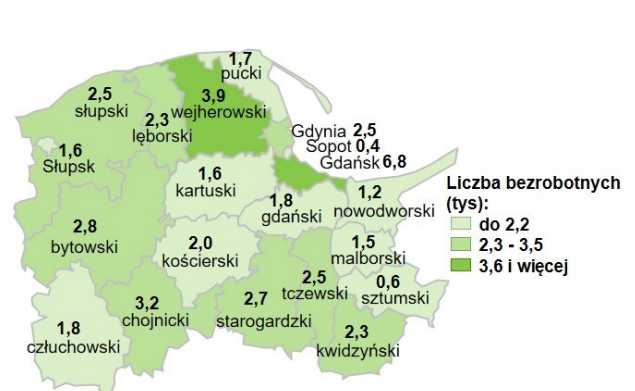 1,7
pucki
2,5
słupski
3,9
wejherowski
2,3
lęborski
Gdynia 2,5
Sopot 0,4
Gdańsk 6,8
1,6
Słupsk
1,6
kartuski
1,8
gdański
1,2
nowodworski
2,8
bytowski
2,0
kościerski
1,5
malborski
2,5
tczewski
0,6
sztumski
3,2
chojnicki
2,7
starogardzki
1,8
człuchowski
2,3
kwidzyński
Liczba bezrobotnych
(tys):
do 2,2
2,3 - 3,5
3,6 i więcej